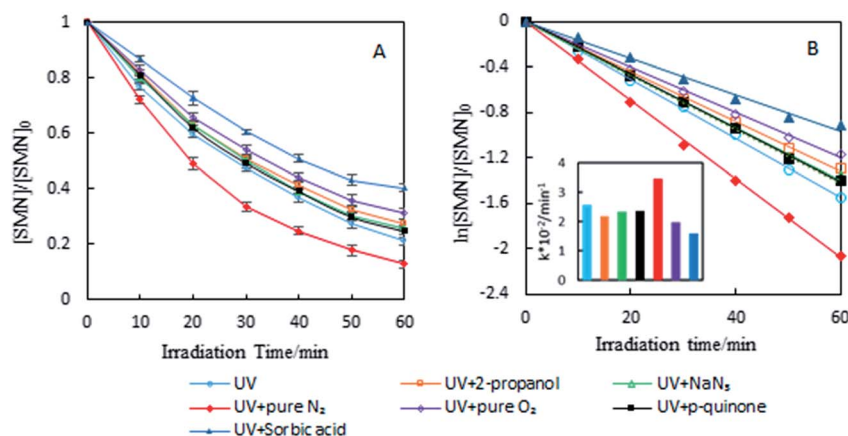 A
B
[SMN]/[SMN]₀
1
0.8
0.6
0.4
0.2
0
0 10 20 30 40 50 60
Irradiation Time/min
ln[SMN]/[SMN]₀
-0.0
-0.4
-0.8
-1.2
-1.6
-2
-2.4
k*10⁻²/min⁻¹
4
3
2
1
0
0 20 40 60
Irradiation time/min
UV UV+2-propanol UV+NaN₃
UV+pure N₂ UV+pure O₂ UV+p-quinone
UV+Sorbic acid